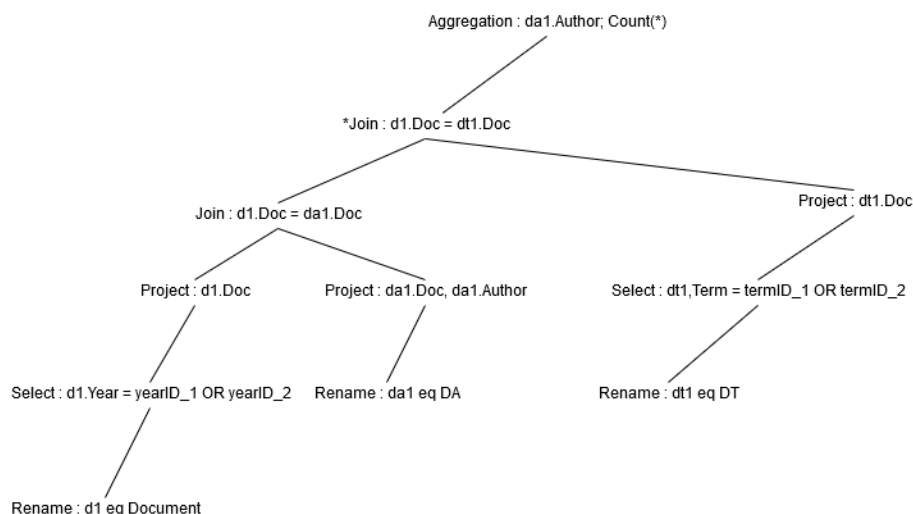 Aggregation : da1.Author; Count(*)
*Join : d1.Doc = dt1.Doc
Project : dt1.Doc
Join : d1.Doc = da1.Doc
Project : d1.Doc
Project : da1.Doc, da1.Author
Select : dt1,Term = termID_1 OR termID_2
Select : d1.Year = yearID_1 OR yearID_2
Rename : da1 eq DA
Rename : dt1 eq DT
Rename : d1 eq Document